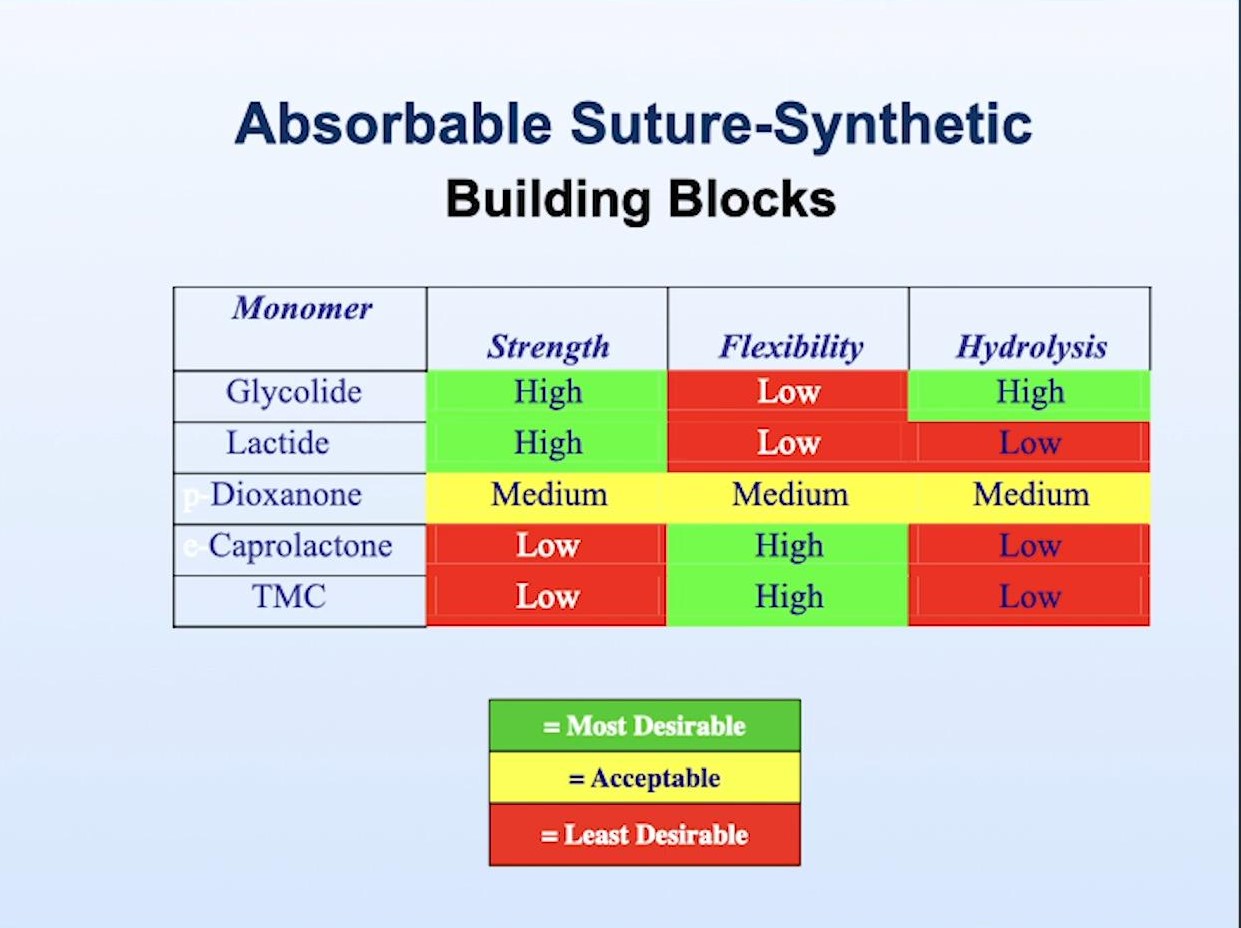 Absorbable Suture-Synthetic
Building Blocks
Monomer Strength Flexibility Hydrolysis
Glycolide High Low High
Lactide High Low Low
p-Dioxanone Medium Medium Medium
e-Caprolactone Low High Low
TMC Low High Low
= Most Desirable
= Acceptable
= Least Desirable